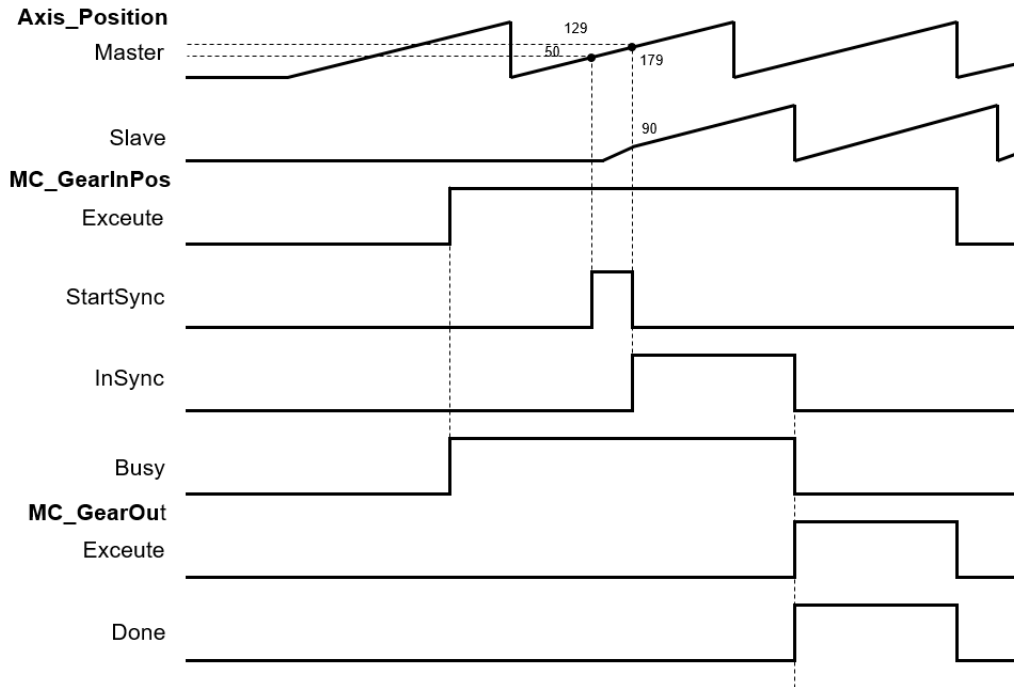 Axis_Position
129
Master
50
179
Slave
90
MC_GearInPos
Exceute
StartSync
InSync
Busy
MC_GearOut
Exceute
Done